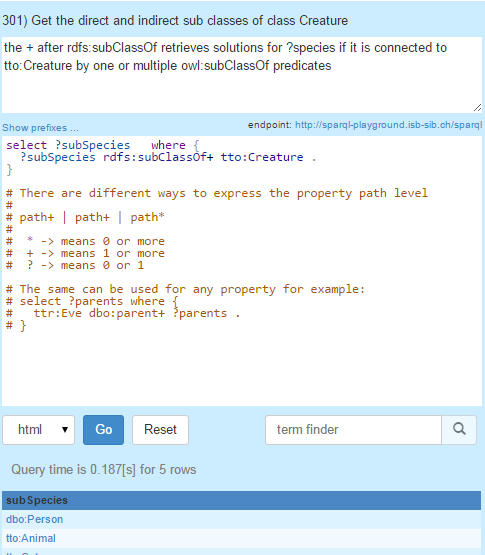 301) Get the direct and indirect sub classes of class Creature
the + after rdfs:subClassOf retrieves solutions for ?species if it is connected to
tto:Creature by one or multiple owl:subClassOf predicates
Show prefixes ...
endpoint: http://sparql-playground.isb-sib.ch/sparql
select ?subSpecies   where {
  ?subSpecies rdfs:subClassOf+ tto:Creature .
}
# There are different ways to express the property path level
#
# path+ | path+ | path*
#
#  * -> means 0 or more
#  + -> means 1 or more
#  ? -> means 0 or 1
# The same can be used for any property for example:
# select ?parents where {
#   ttr:Eve dbo:parent+ ?parents .
# }
html
Go
Reset
term finder
Query time is 0.187[s] for 5 rows
subSpecies
dbo:Person
tto:Animal